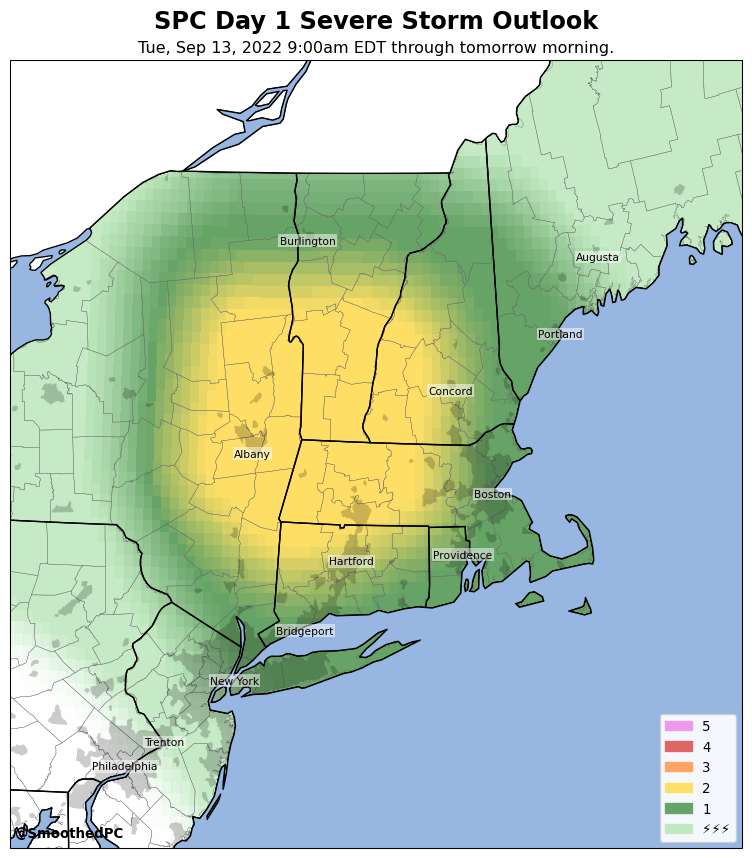 SPC Day 1 Severe Storm Outlook
Tue, Sep 13, 2022 9:00am EDT through tomorrow morning.
Burlington
Augusta
Portland
Concord
Albany
Boston
Providence
Hartford
Bridgeport
New York
Trenton
Philadelphia
5
4
3
2
1
⚡⚡⚡
@SmoothedPC